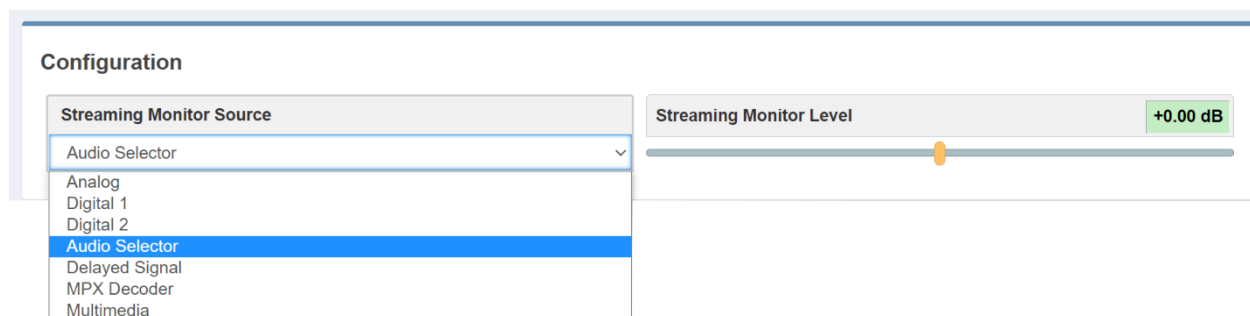 Configuration
Streaming Monitor Source
Streaming Monitor Level
+0.00 dB
Audio Selector
Analog
Digital 1
Digital 2
Audio Selector
Delayed Signal
MPX Decoder
Multimedia